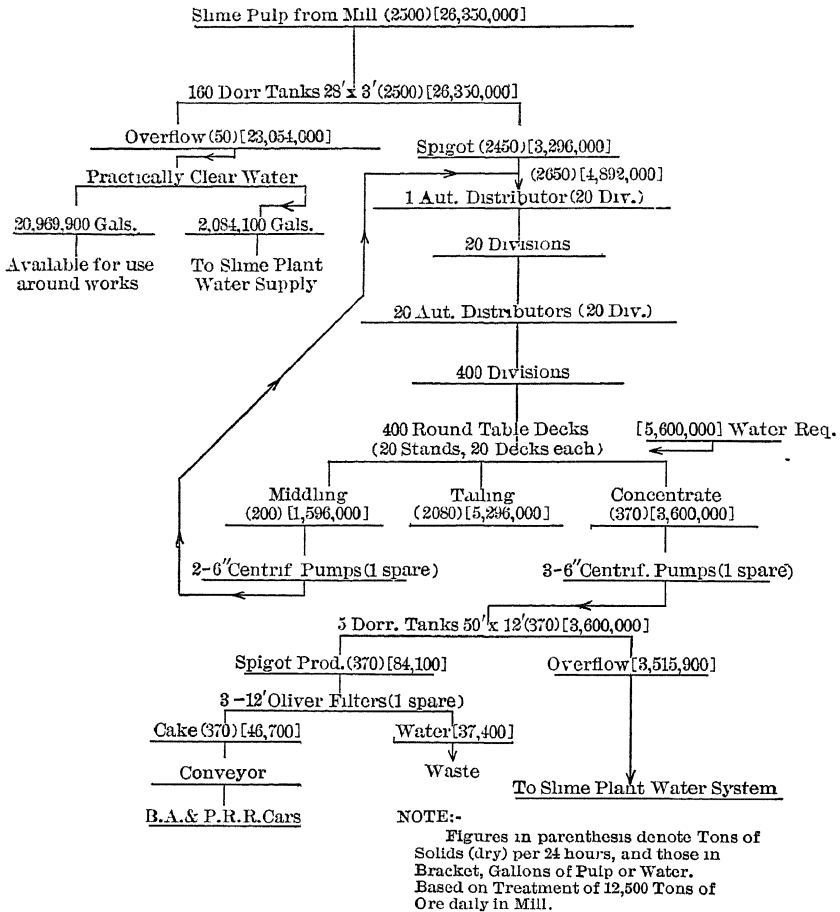 Slime Pulp from Mill (2500) [26,350,000]
160 Dorr Tanks 28' x 3' (2500) [26,350,000]
Overflow (50) [23,054,000]
Spigot (2450) [3,296,000]
Practically Clear Water
(2650) [4,892,000]
1 Aut. Distributor (20 Div.)
20,969,900 Gals.
2,084,100 Gals.
20 Divisions
Available for use
around works
To Slime Plant
Water Supply
20 Aut. Distributors (20 Div.)
400 Divisions
400 Round Table Decks
(20 Stands, 20 Decks each)
[5,600,000] Water Req.
Middling
(200) [1,596,000]
Tailing
(2080) [5,296,000]
Concentrate
(370) [3,600,000]
2-6" Centrif Pumps (1 spare)
3-6" Centrif. Pumps (1 spare)
5 Dorr. Tanks 50' x 12' (370) [3,600,000]
Spigot Prod. (370) [84,100]
Overflow [3,515,900]
3-12' Oliver Filters (1 spare)
Cake (370) [46,700]
Water [37,400]
Conveyor
Waste
To Slime Plant Water System
B.A. & P.R.R. Cars
NOTE:-
Figures in parenthesis denote Tons of
Solids (dry) per 24 hours, and those in
Bracket, Gallons of Pulp or Water.
Based on Treatment of 12,500 Tons of
Ore daily in Mill.